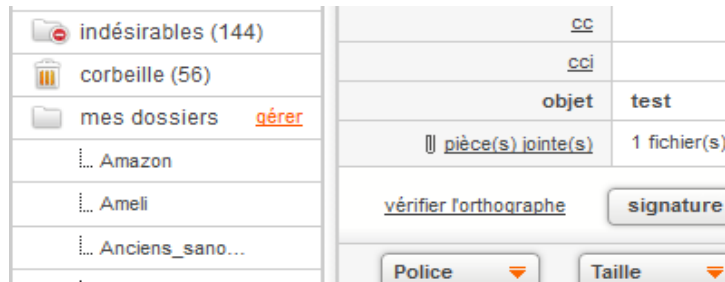 indésirables (144)
corbeille (56)
mes dossiers gérer
Amazon
Ameli
Anciens_sano...
cc
cci
objet test
pièce(s) jointe(s) 1 fichier(s)
vérifier l'orthographe signature
Police Taille